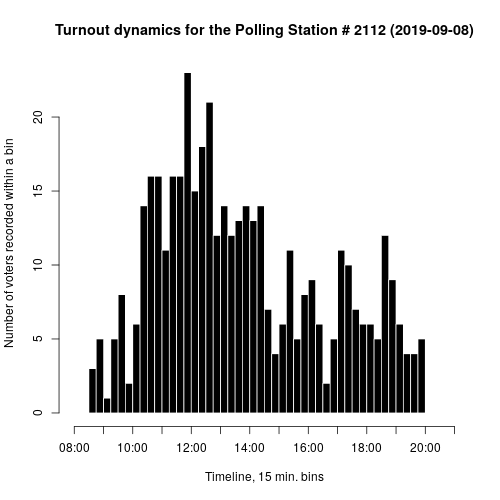 Turnout dynamics for the Polling Station # 2112 (2019-09-08)
Number of voters recorded within a bin
20
15
10
5
0
08:00 10:00 12:00 14:00 16:00 18:00 20:00
Timeline, 15 min. bins